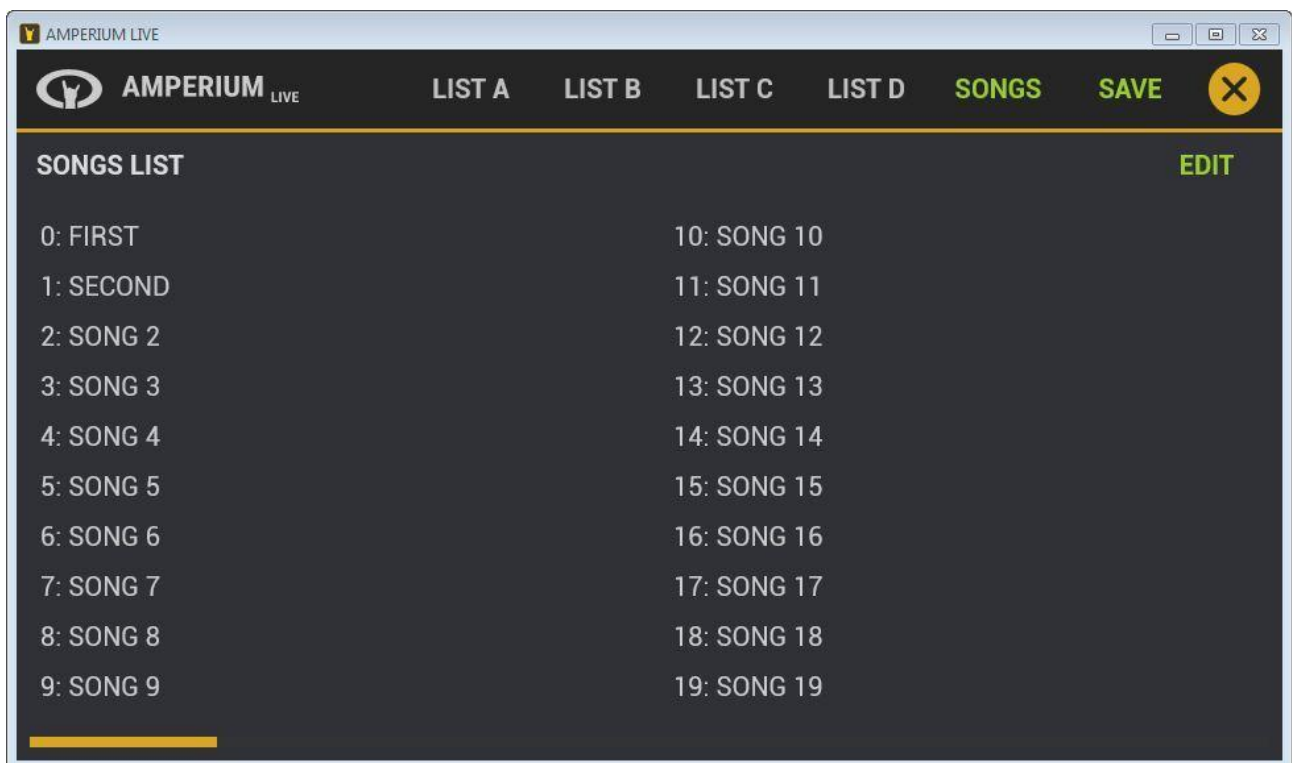 AMPERIUM LIVE
AMPERIUM LIVE LIST A LIST B LIST C LIST D SONGS SAVE
SONGS LIST EDIT
0: FIRST
1: SECOND
2: SONG 2
3: SONG 3
4: SONG 4
5: SONG 5
6: SONG 6
7: SONG 7
8: SONG 8
9: SONG 9
10: SONG 10
11: SONG 11
12: SONG 12
13: SONG 13
14: SONG 14
15: SONG 15
16: SONG 16
17: SONG 17
18: SONG 18
19: SONG 19